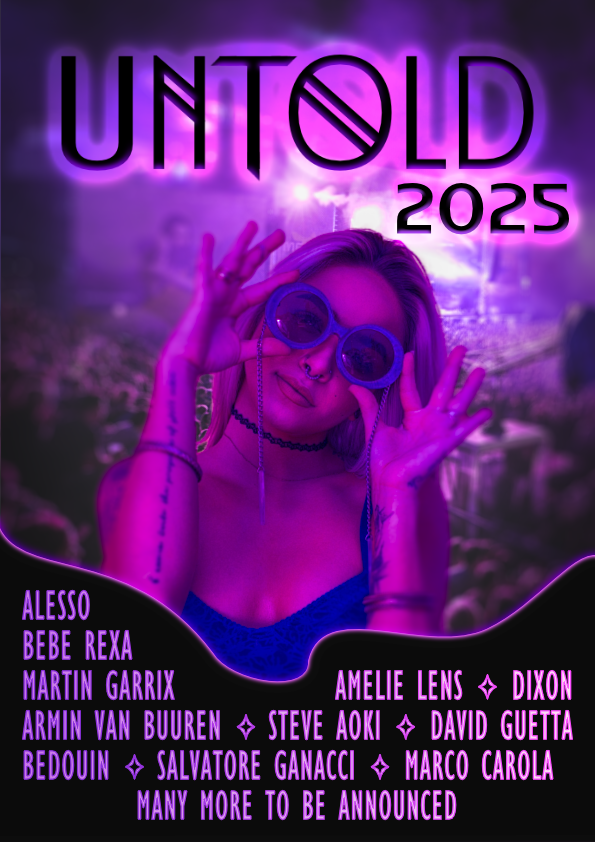 UNTOLD
2025
ALESSO
BEBE REXA
MARTIN GARRIX
AMELIE LENS ✧ DIXON
ARMIN VAN BUUREN ✧ STEVE AOKI ✧ DAVID GUETTA
BEDOUIN ✧ SALVATORE GANACCI ✧ MARCO CAROLA
MANY MORE TO BE ANNOUNCED